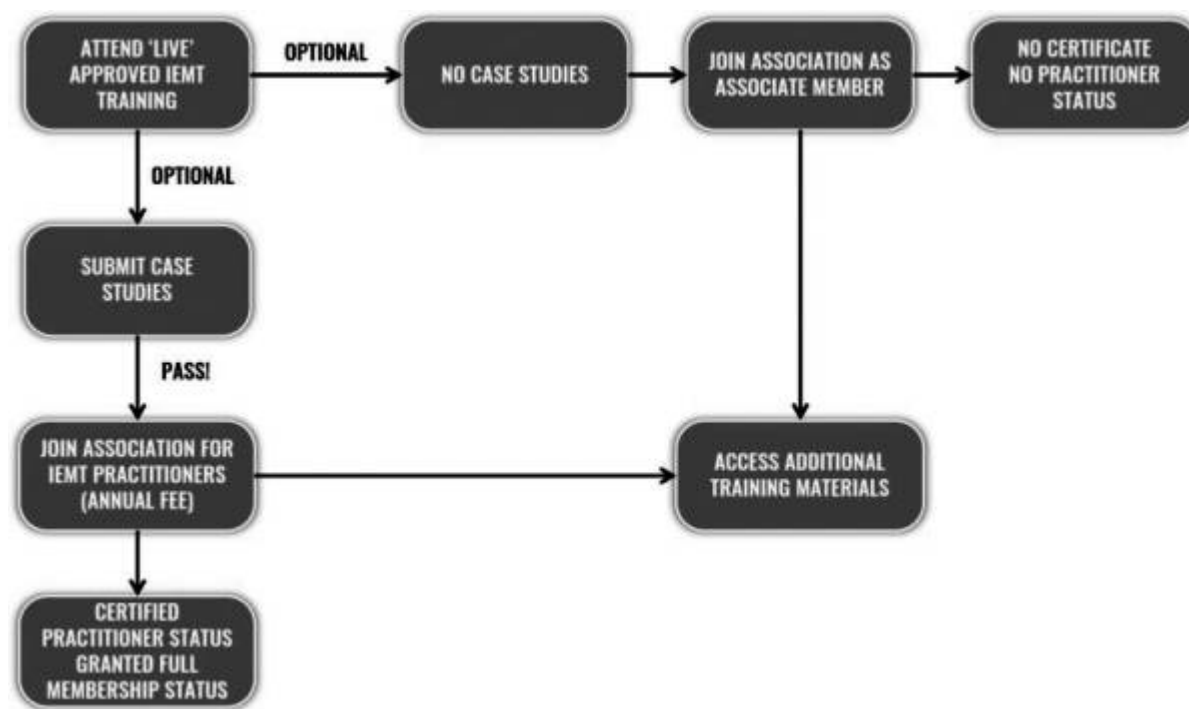 ATTEND ‘LIVE’
APPROVED IEMT
TRAINING
OPTIONAL
NO CASE STUDIES
JOIN ASSOCIATION AS
ASSOCIATE MEMBER
NO CERTIFICATE
NO PRACTITIONER
STATUS
OPTIONAL
SUBMIT CASE
STUDIES
PASS!
JOIN ASSOCIATION FOR
IEMT PRACTITIONERS
(ANNUAL FEE)
ACCESS ADDITIONAL
TRAINING MATERIALS
CERTIFIED
PRACTITIONER STATUS
GRANTED FULL
MEMBERSHIP STATUS